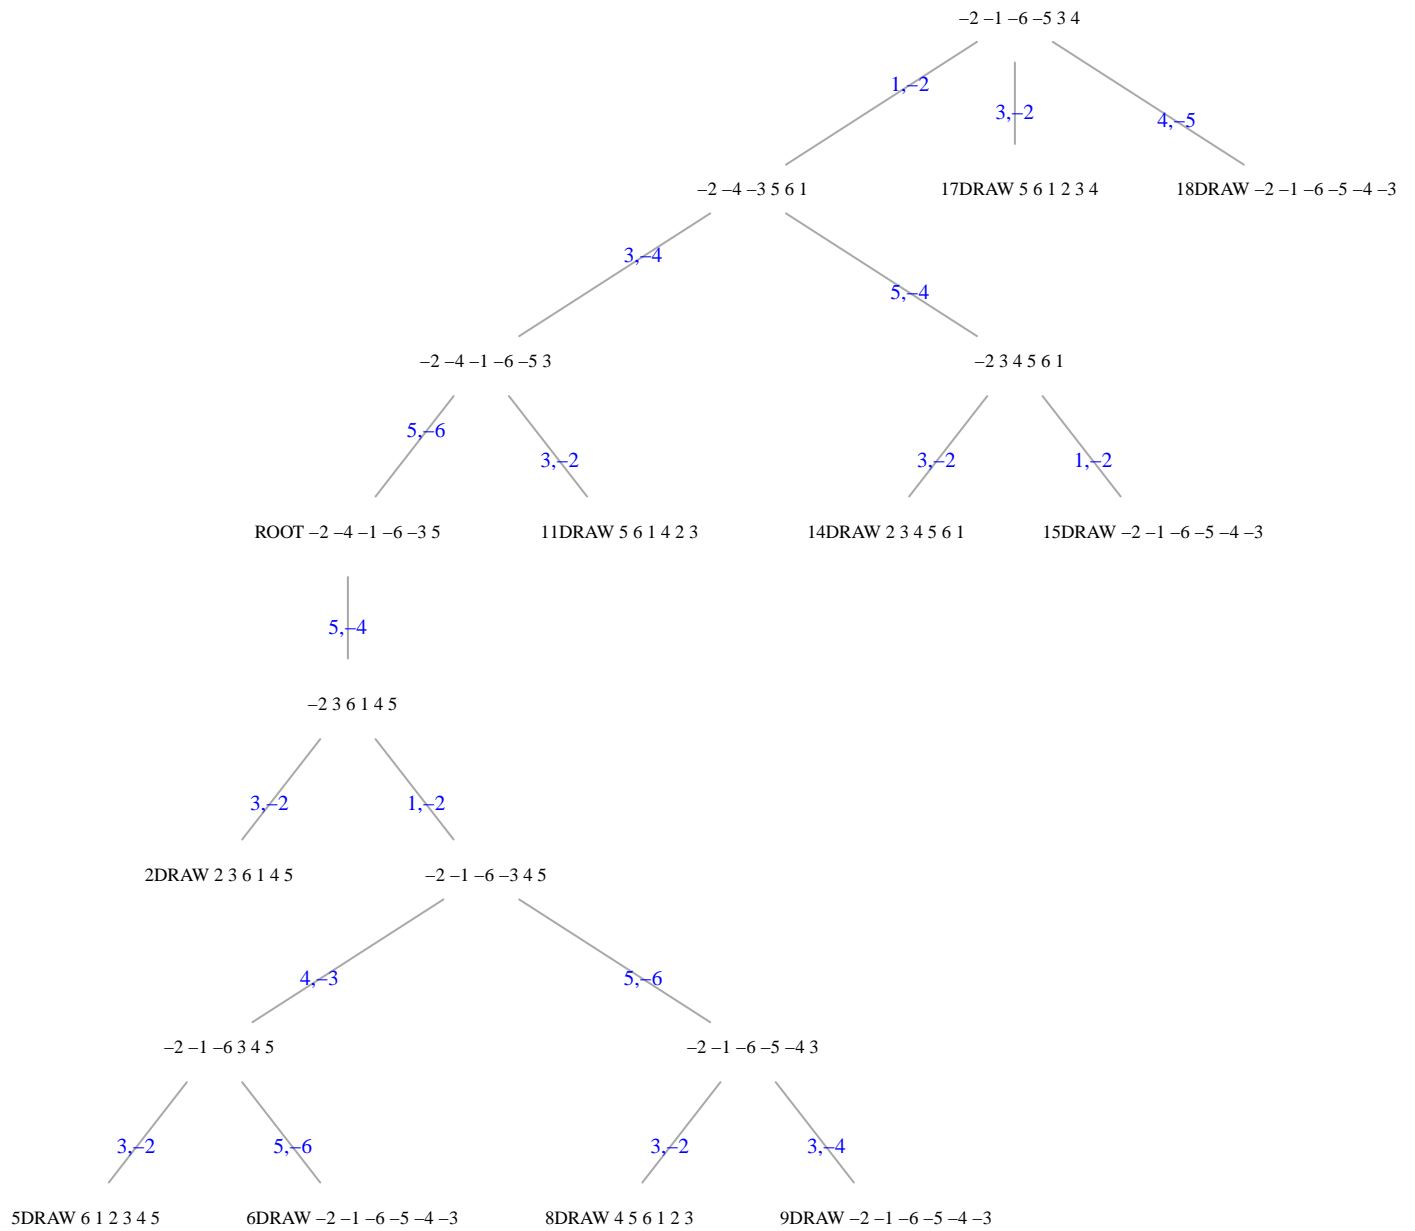 –2 –1 –6 –5 3 4
1,–2
3,–2
4,–5
–2 –4 –3 5 6 1
17DRAW 5 6 1 2 3 4
18DRAW –2 –1 –6 –5 –4 –3
3,–4
5,–4
–2 –4 –1 –6 –5 3
–2 3 4 5 6 1
5,–6
3,–2
3,–2
1,–2
ROOT –2 –4 –1 –6 –3 5
11DRAW 5 6 1 4 2 3
14DRAW 2 3 4 5 6 1
15DRAW –2 –1 –6 –5 –4 –3
5,–4
–2 3 6 1 4 5
3,–2
1,–2
2DRAW 2 3 6 1 4 5
–2 –1 –6 –3 4 5
4,–3
5,–6
–2 –1 –6 3 4 5
–2 –1 –6 –5 –4 3
3,–2
5,–6
3,–2
3,–4
5DRAW 6 1 2 3 4 5
6DRAW –2 –1 –6 –5 –4 –3
8DRAW 4 5 6 1 2 3
9DRAW –2 –1 –6 –5 –4 –3